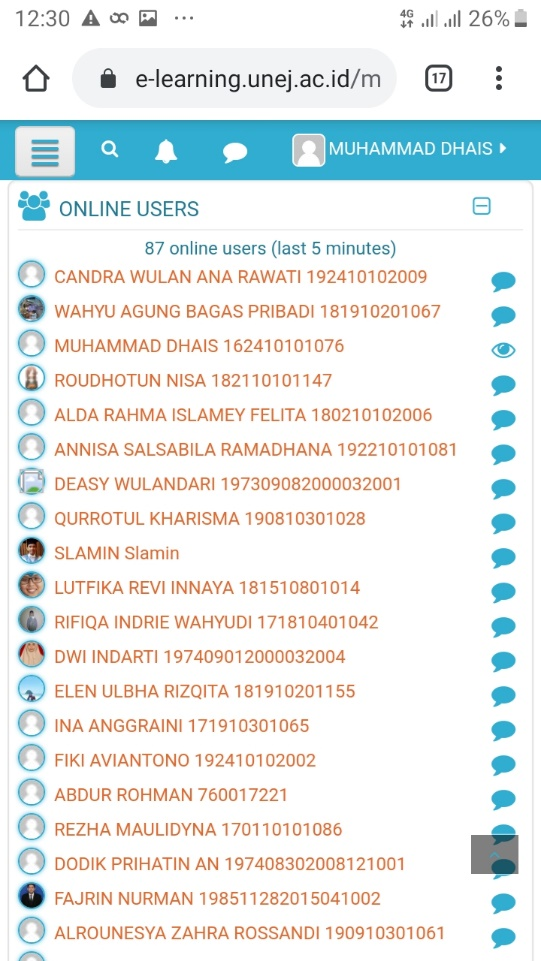 12:30
4G
26%
e-learning.unej.ac.id/m
17
MUHAMMAD DHAIS
ONLINE USERS
87 online users (last 5 minutes)
CANDRA WULAN ANA RAWATI 192410102009
WAHYU AGUNG BAGAS PRIBADI 181910201067
MUHAMMAD DHAIS 162410101076
ROUDHOTUN NISA 182110101147
ALDA RAHMA ISLAMEY FELITA 180210102006
ANNISA SALSABILA RAMADHANA 192210101081
DEASY WULANDARI 197309082000032001
QURROTUL KHARISMA 190810301028
SLAMIN Slamin
LUTFIKA REVI INNAYA 181510801014
RIFIQA INDRIE WAHYUDI 171810401042
DWI INDARTI 197409012000032004
ELEN ULBHA RIZQITA 181910201155
INA ANGGRAINI 171910301065
FIKI AVIANTONO 192410102002
ABDUR ROHMAN 760017221
REZHA MAULIDYNA 170110101086
DODIK PRIHATIN AN 197408302008121001
FAJRIN NURMAN 198511282015041002
ALROUNESYA ZAHRA ROSSANDI 190910301061